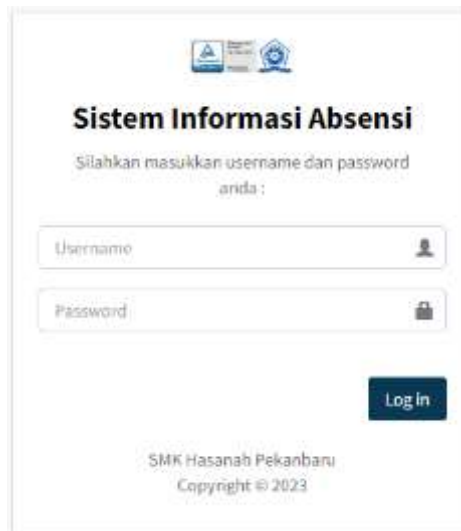 Sistem Informasi Absensi
Silahkan masukkan username dan password
anda :
Username
Password
Log in
SMK Hasanah Pekanbaru
Copyright © 2023